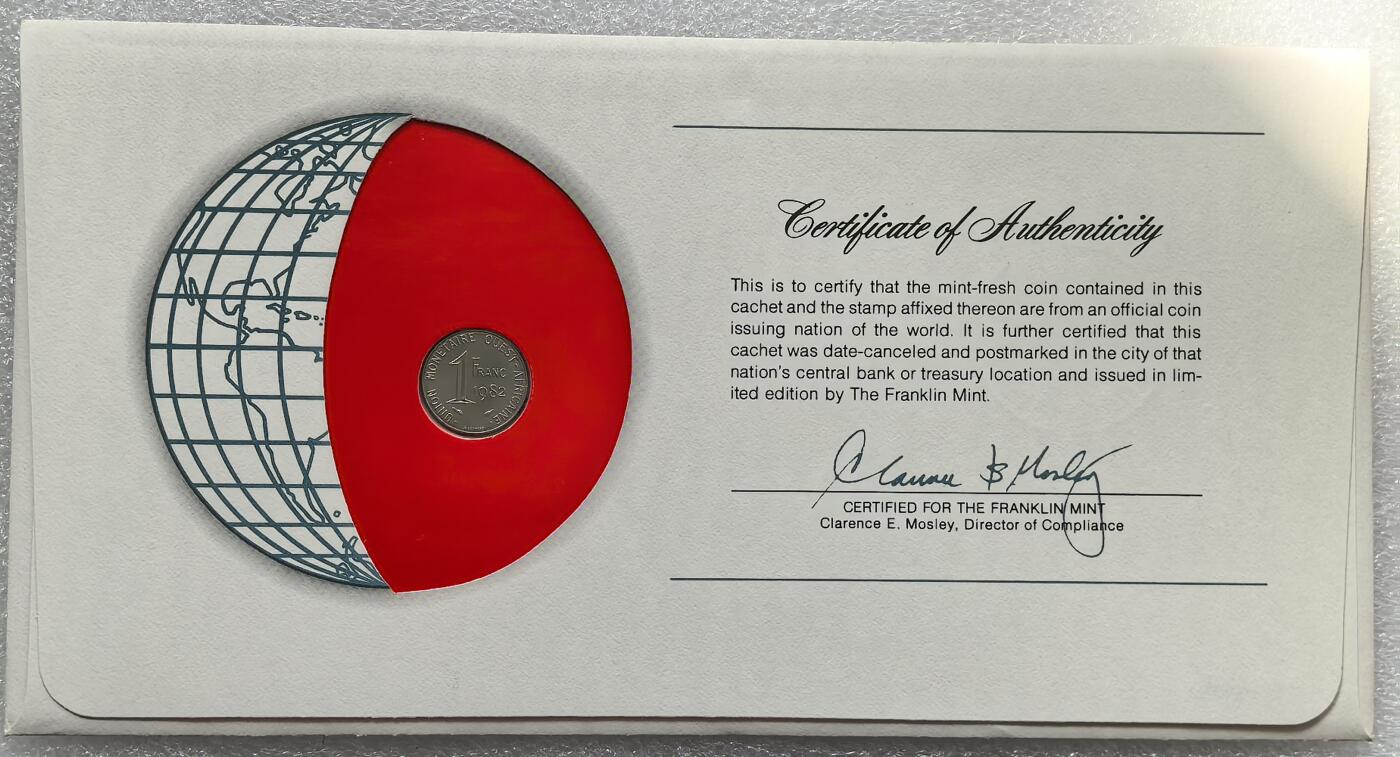 UNION MONÉTAIRE OUEST-AFRICAINE
1 FRANC
1982
Certificate of Authenticity
This is to certify that the mint-fresh coin contained in this
cachet and the stamp affixed thereon are from an official coin
issuing nation of the world. It is further certified that this
cachet was date-canceled and postmarked in the city of that
nation's central bank or treasury location and issued in lim-
ited edition by The Franklin Mint.
Clarence E Mosley
CERTIFIED FOR THE FRANKLIN MINT
Clarence E. Mosley, Director of Compliance